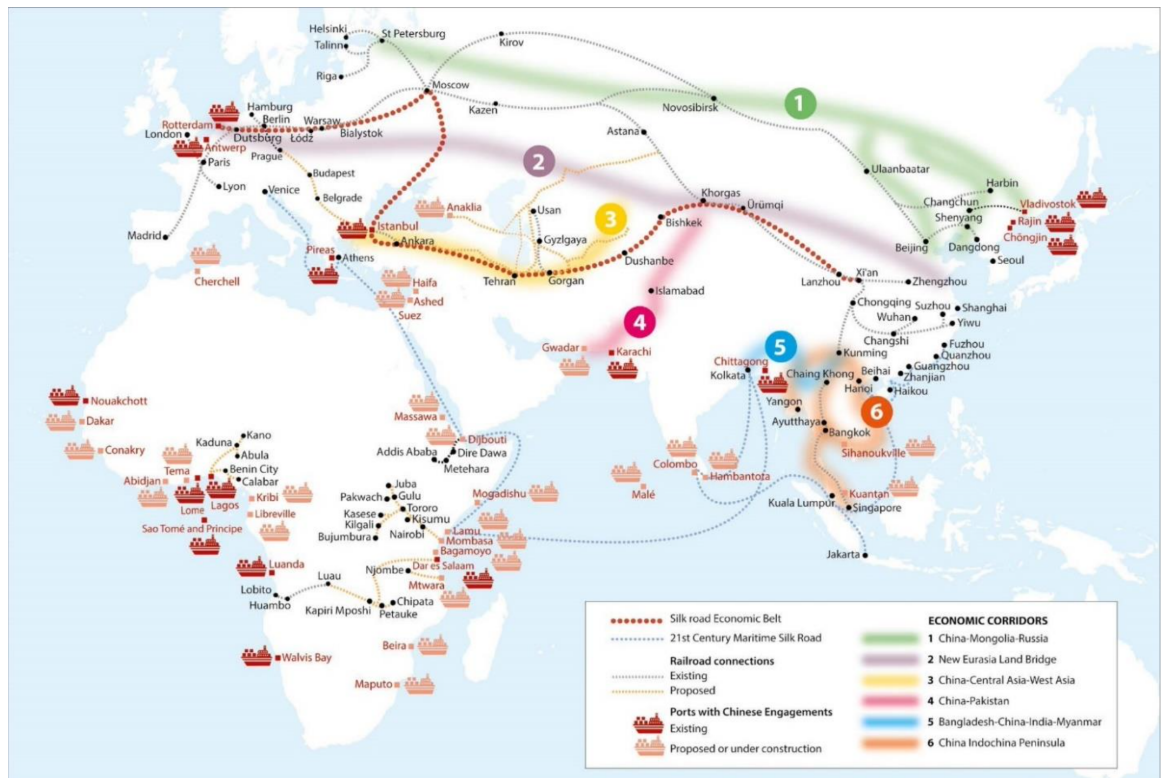 Helsinki
St Petersburg
Talinn
Riga
Kirov
Moscow
Kazen
Novosibirsk
1
Astana
Ulaanbaatar
Harbin
Changchun
Shenyang
Vladivostok
Rajin
Chõngjin
Dangdong
Beijing
Seoul
Hamburg
Berlin
Warsaw
Rotterdam
London
Dutsburg
Łódź
Bialystok
Antwerp
Paris
Prague
2
Lyon
Venice
Budapest
Belgrade
Madrid
Anaklia
Usan
3
Khorgas
Ürümqi
Bishkek
Istanbul
Ankara
Gyzlgaya
Dushanbe
Pireas
Athens
Tehran
Gorgan
Cherchell
Haifa
Ashed
Suez
Islamabad
Lanzhou
Xi'an
Zhengzhou
Chongqing
Suzhou
Shanghai
Wuhan
Yiwu
Changshi
4
Gwadar
Karachi
5
Kunming
Fuzhou
Quanzhou
Guangzhou
Zhanjian
Beihai
Haikou
Chittagong
Kolkata
Chaing Khong
Hanoi
6
Yangon
Ayutthaya
Bangkok
Sihanoukville
Nouakchott
Dakar
Conakry
Kano
Kaduna
Abula
Benin City
Tema
Calabar
Abidjan
Lome
Lagos
Kribi
Libreville
Sao Tomé and Principe
Massawa
Dijbouti
Addis Ababa
Dire Dawa
Metehara
Mogadishu
Colombo
Hambantota
Malé
Kuantan
Kuala Lumpur
Singapore
Jakarta
Juba
Pakwach
Gulu
Tororo
Kasese
Kisumu
Kilgali
Nairobi
Bujumbura
Lamu
Mombasa
Bagamoyo
Dar es Salaam
Njombe
Mtwara
Luanda
Lobito
Luau
Huambo
Kapiri Mposhi
Chipata
Petauke
Beira
Walvis Bay
Maputo
Silk road Economic Belt
21st Century Maritime Silk Road
Railroad connections
Existing
Proposed
Ports with Chinese Engagements
Existing
Proposed or under construction
ECONOMIC CORRIDORS
1 China-Mongolia-Russia
2 New Eurasia Land Bridge
3 China-Central Asia-West Asia
4 China-Pakistan
5 Bangladesh-China-India-Myanmar
6 China Indochina Peninsula